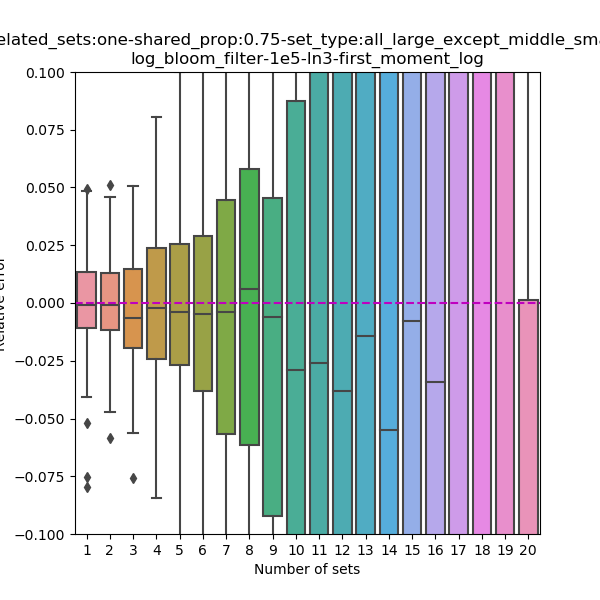 elated_sets:one-shared_prop:0.75-set_type:all_large_except_middle_sma
log_bloom_filter-1e5-ln3-first_moment_log
0.100
0.075
0.050
0.025
0.000
−0.025
−0.050
−0.075
−0.100
Relative error
1 2 3 4 5 6 7 8 9 10 11 12 13 14 15 16 17 18 19 20
Number of sets